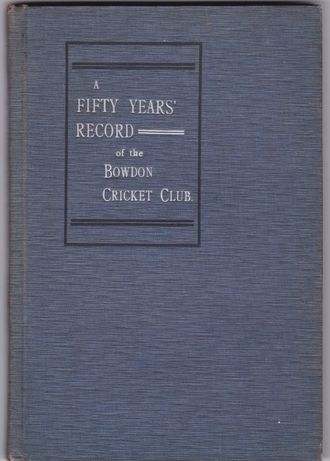 A
FIFTY YEARS'
RECORD
of the
BOWDON
CRICKET CLUB.